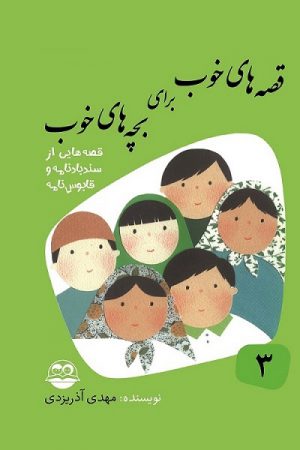 قصه های خوب
برای
بچه های خوب
قصه هایی از
سندبادنامه و
قابوس نامه
۳
نویسنده: مهدی آذریزدی